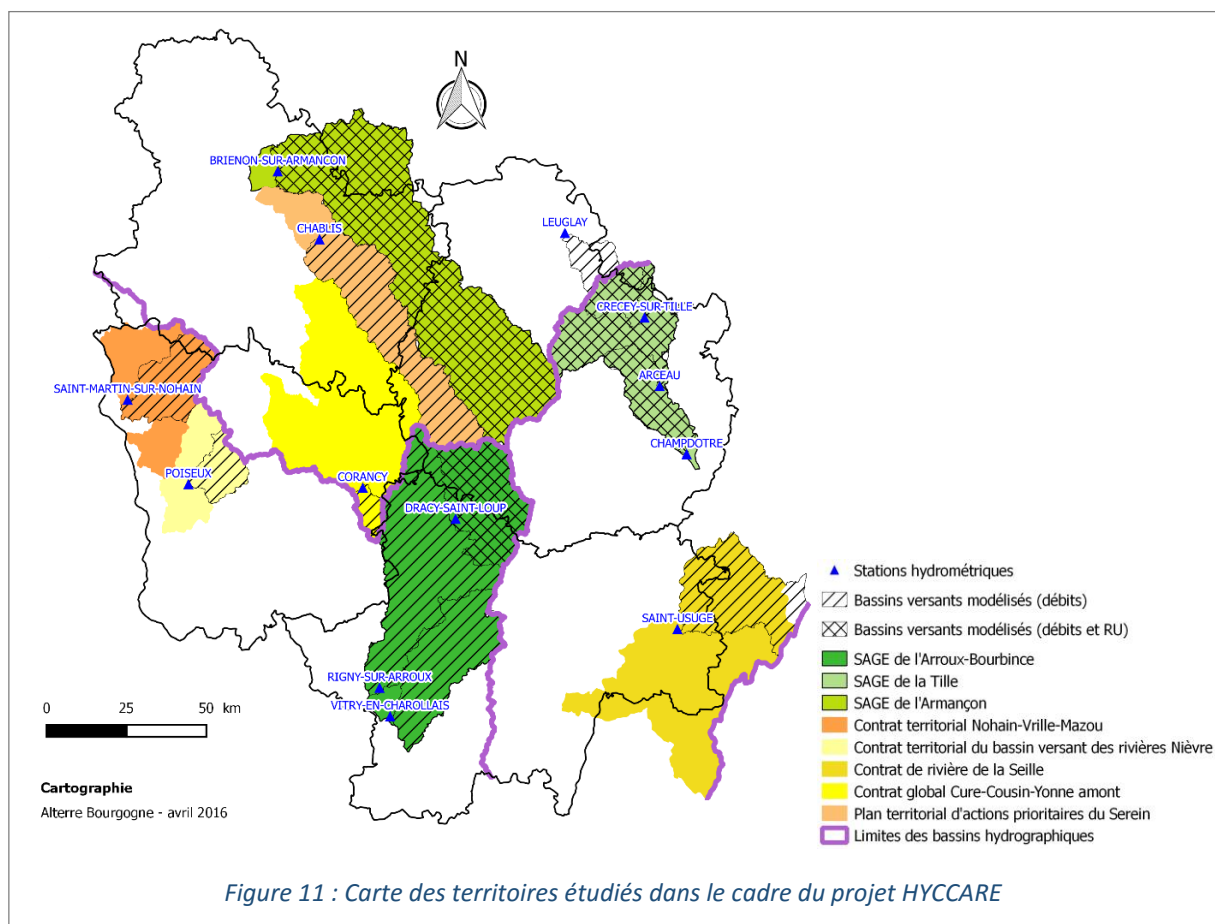 N
BRIENON-SUR-ARMANCON
CHABLIS
LEUGLAY
CRECEY-SUR-TILLE
SAINT-MARTIN-SUR-NOHAIN
ARCEAU
CHAMPDOTRE
POISEUX
CORANCY
DRACY-SAINT-LOUP
SAINT-USUGE
RIGNY-SUR-ARROUX
VITRY-EN-CHAROLLAIS
0 25 50 km
Cartographie
Alterre Bourgogne - avril 2016
Stations hydrométriques
Bassins versants modélisés (débits)
Bassins versants modélisés (débits et RU)
SAGE de l'Arroux-Bourbince
SAGE de la Tille
SAGE de l'Armançon
Contrat territorial Nohain-Vrille-Mazou
Contrat territorial du bassin versant des rivières Nièvre
Contrat de rivière de la Seille
Contrat global Cure-Cousin-Yonne amont
Plan territorial d'actions prioritaires du Serein
Limites des bassins hydrographiques
Figure 11 : Carte des territoires étudiés dans le cadre du projet HYCCARE